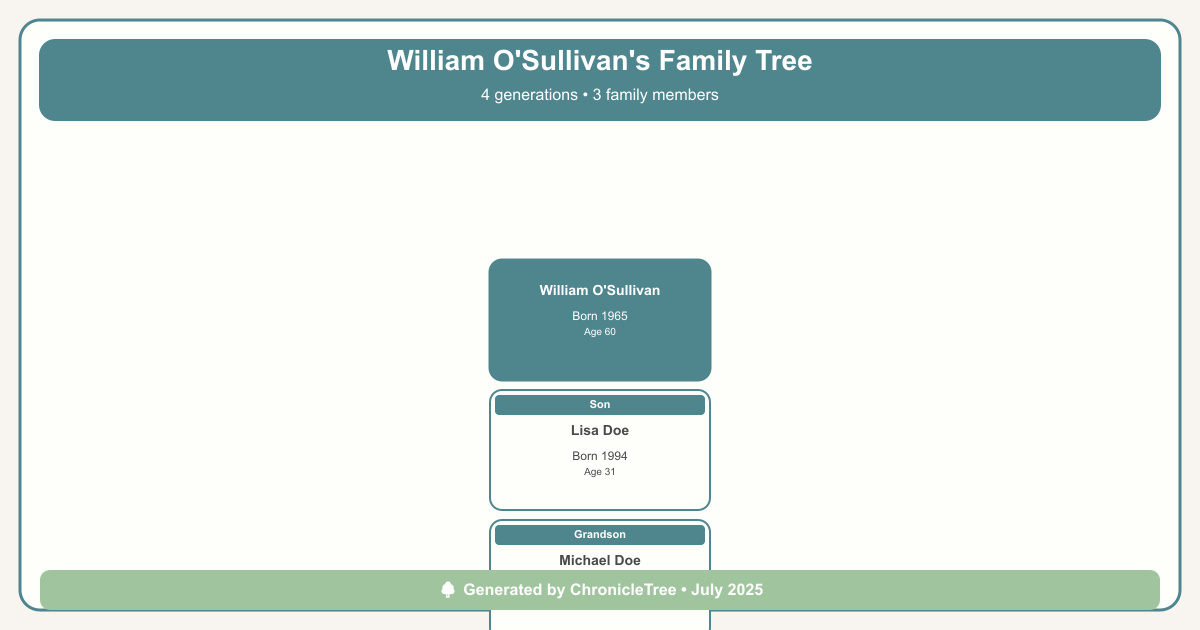 William O'Sullivan's Family Tree
4 generations • 3 family members
William O'Sullivan
Born 1965
Age 60
Son
Lisa Doe
Born 1994
Age 31
Grandson
Michael Doe
Generated by ChronicleTree • July 2025